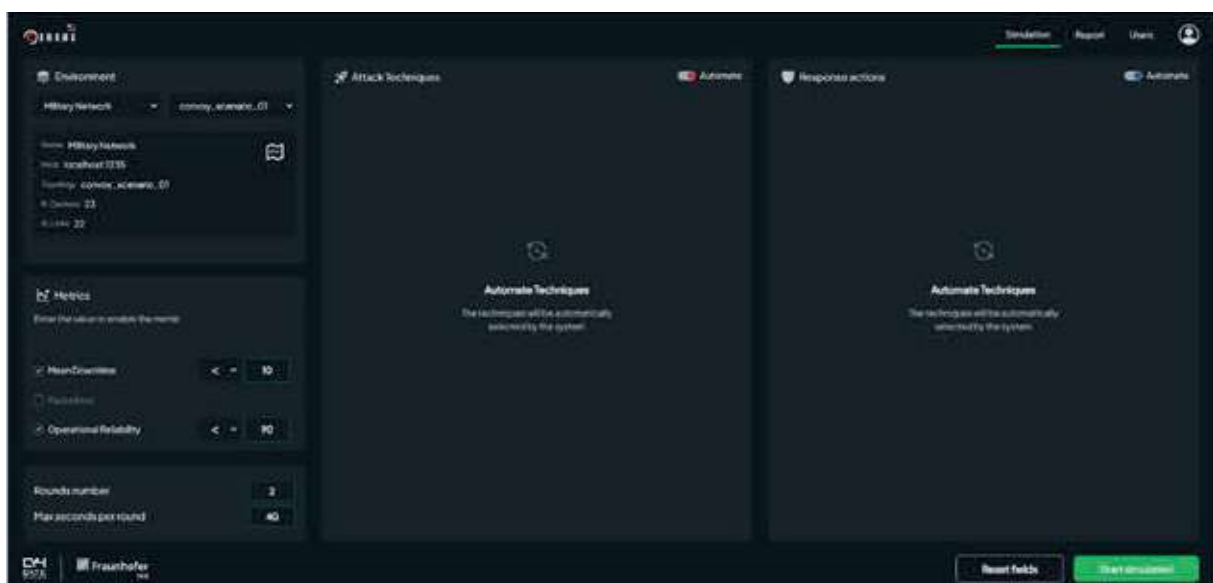 Simulation Report Users
Environment
Military Network convoy_scenario_01
Name Military Network
Host localhost:
Topology convoy_scenario_01
# Devices 23
# Links 22
Metrics
Enter the value to enable the metric
Mean Downtime < 10
Operational Reliability < 90
Rounds number
Max seconds per round 40
Attack Techniques Automate
Automate Techniques
The techniques will be automatically
selected by the system
Response actions Automate
Automate Techniques
The techniques will be automatically
selected by the system
Fraunhofer
Reset fields Start simulation